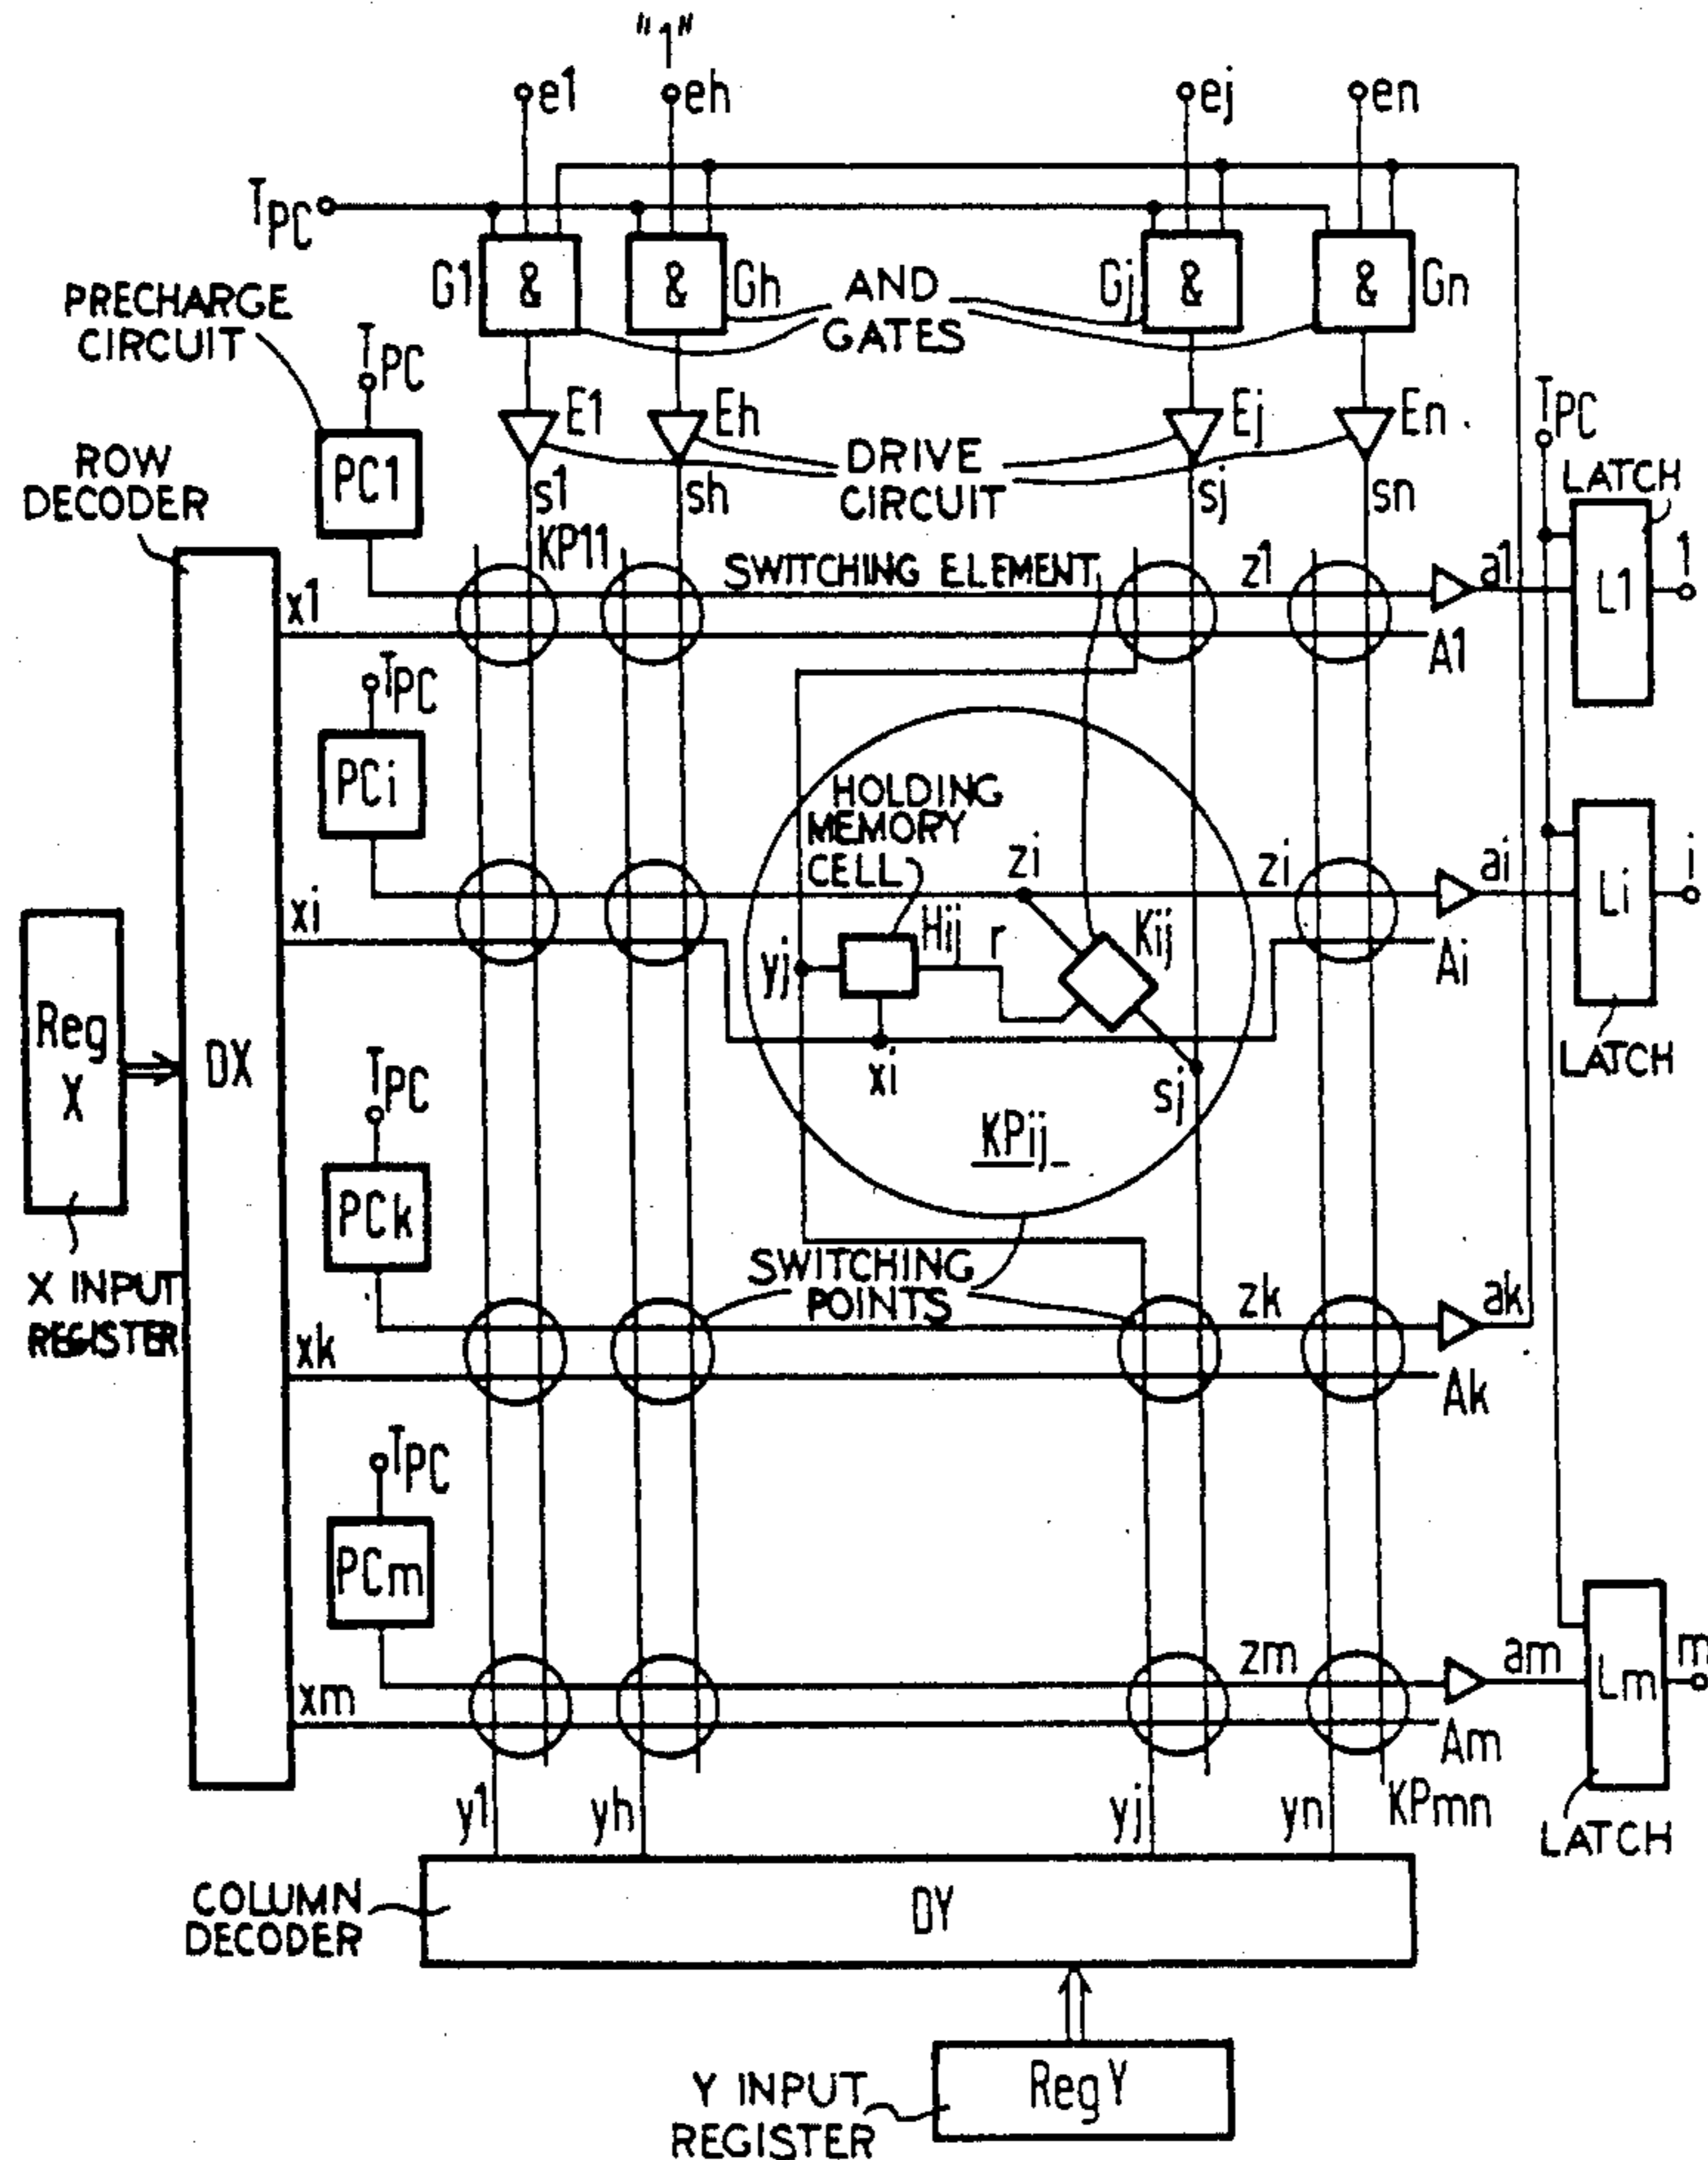 "1"
e1 eh ej en
TPC
G1 & & Gh AND GATES Gj & & Gn
PRECHARGE CIRCUIT
TPC
E1 Eh DRIVE CIRCUIT Ej En
TPC
ROW DECODER
PC1
s1 sh sj sn
LATCH
KP11 SWITCHING ELEMENT z1 a1 L1 1
x1 A1
TPC
PCi
HOLDING MEMORY CELL
zi zi ai Li i
xi Hij r Kij Ai
yj
Reg X
DX
xi sj
LATCH
TPC
KPij
PCk
X INPUT REGISTER
SWITCHING POINTS
zk ak
xk Ak
TPC
PCm
zm am Lm m
xm Am
y1 yh yj yn KPmn
LATCH
COLUMN DECODER
DY
Y INPUT REGISTER
Reg Y